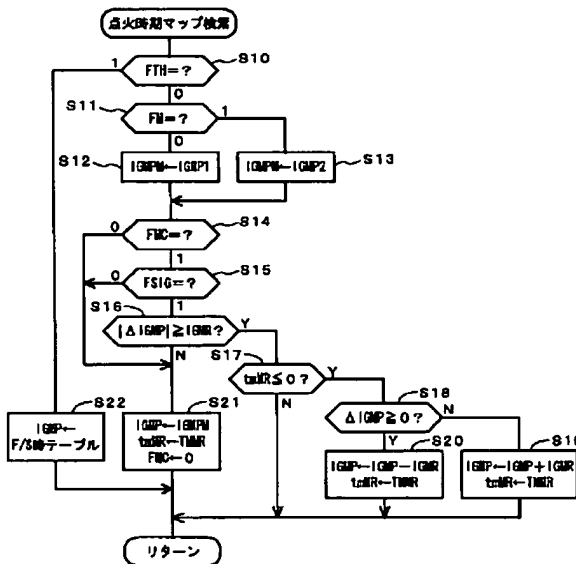 点火時期マップ検索
S10
1
FTH=?
0
S11
FM=?
1
0
S12
IGMPM←IGMP1
S13
IGMPM←IGMP2
S14
0
FMC=?
1
S15
0
FSIG=?
1
S16
|ΔIGMP|≧IGMR?
Y
N
S17
tmMR≦0?
Y
N
S18
ΔIGMP≧0?
N
Y
S22
IGMP←
F/S時テーブル
S21
IGMP←IGMPM
tmMR←TMMR
FMC←0
S20
IGMP←IGMP−IGMR
tmMR←TMMR
S19
IGMP←IGMP+IGMR
tmMR←TMMR
リターン